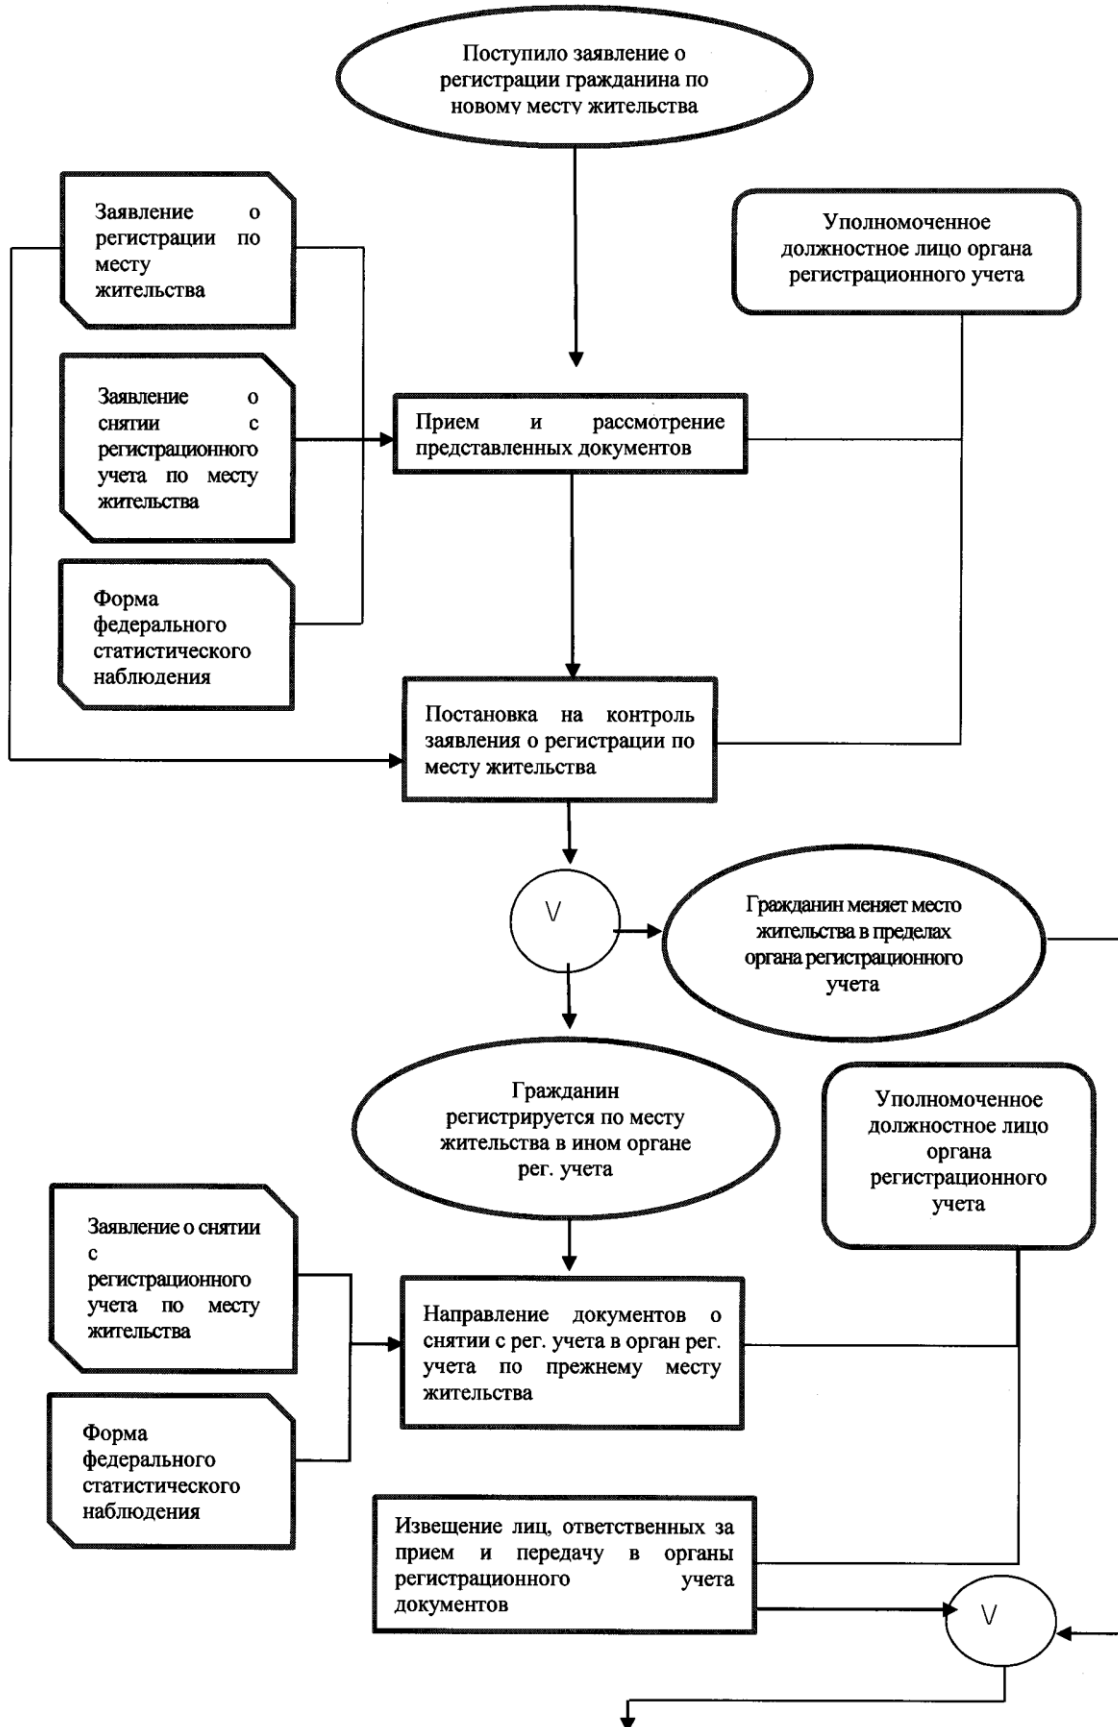 Поступило заявление о
регистрации гражданина по
новому месту жительства
Заявление о
регистрации по
месту
жительства
Уполномоченное
должностное лицо органа
регистрационного учета
Заявление о
снятии с
регистрационного
учета по месту
жительства
Прием и рассмотрение
представленных документов
Форма
федерального
статистического
наблюдения
Постановка на контроль
заявления о регистрации по
месту жительства
V
Гражданин меняет место
жительства в пределах
органа регистрационного
учета
Гражданин
регистрируется по месту
жительства в ином органе
рег. учета
Уполномоченное
должностное лицо
органа
регистрационного
учета
Заявление о снятии
с
регистрационного
учета по месту
жительства
Направление документов о
снятии с рег. учета в орган рег.
учета по прежнему месту
жительства
Форма
федерального
статистического
наблюдения
Извещение лиц, ответственных за
прием и передачу в органы
регистрационного учета
документов
V